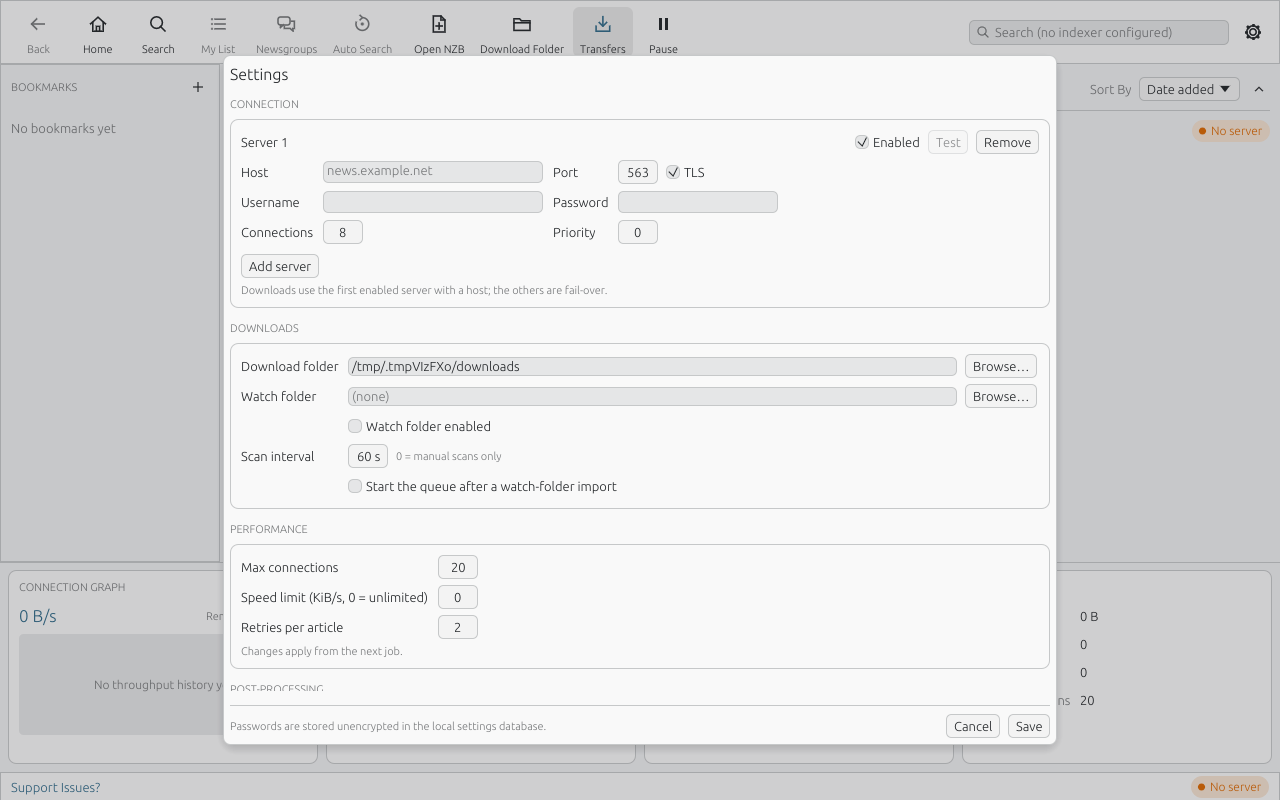 Back
Home
Search
My List
Newsgroups
Auto Search
Open NZB
Download Folder
Transfers
Pause
Search (no indexer configured)
BOOKMARKS
+
No bookmarks yet
Sort By
Date added
No server
Settings
CONNECTION
Server 1
Enabled
Test
Remove
Host
news.example.net
Port
563
TLS
Username
Password
Connections
8
Priority
0
Add server
Downloads use the first enabled server with a host; the others are fail-over.
DOWNLOADS
Download folder
/tmp/.tmpVIzFXo/downloads
Browse...
Watch folder
(none)
Browse...
Watch folder enabled
Scan interval
60 s
0 = manual scans only
Start the queue after a watch-folder import
PERFORMANCE
Max connections
20
Speed limit (KiB/s, 0 = unlimited)
0
Retries per article
2
Changes apply from the next job.
POST-PROCESSING
Passwords are stored unencrypted in the local settings database.
Cancel
Save
CONNECTION GRAPH
0 B/s
No throughput history
0 B
0
0
20
Support Issues?
No server